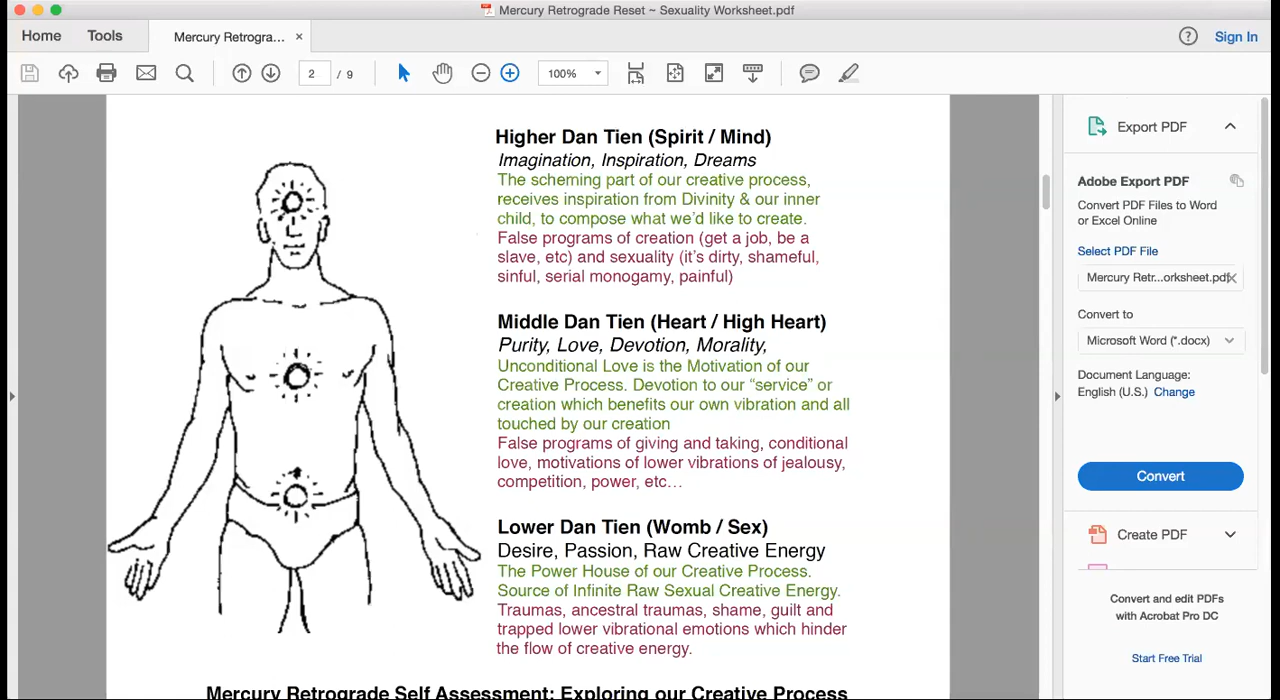 Mercury Retrograde Reset ~ Sexuality Worksheet.pdf
Home Tools Mercury Retrogra... × Sign In
2 / 9 100%
Higher Dan Tien (Spirit / Mind)
Imagination, Inspiration, Dreams
The scheming part of our creative process,
receives inspiration from Divinity & our inner
child, to compose what we’d like to create.
False programs of creation (get a job, be a
slave, etc) and sexuality (it’s dirty, shameful,
sinful, serial monogamy, painful)
Middle Dan Tien (Heart / High Heart)
Purity, Love, Devotion, Morality,
Unconditional Love is the Motivation of our
Creative Process. Devotion to our “service” or
creation which benefits our own vibration and all
touched by our creation
False programs of giving and taking, conditional
love, motivations of lower vibrations of jealousy,
competition, power, etc…
Lower Dan Tien (Womb / Sex)
Desire, Passion, Raw Creative Energy
The Power House of our Creative Process.
Source of Infinite Raw Sexual Creative Energy.
Traumas, ancestral traumas, shame, guilt and
trapped lower vibrational emotions which hinder
the flow of creative energy.
Mercury Retrograde Self Assessment: Exploring our Creative Process
Export PDF
Adobe Export PDF
Convert PDF Files to Word
or Excel Online
Select PDF File
Mercury Retr...orksheet.pdf
Convert to
Microsoft Word (*.docx)
Document Language:
English (U.S.) Change
Convert
Create PDF
Convert and edit PDFs
with Acrobat Pro DC
Start Free Trial